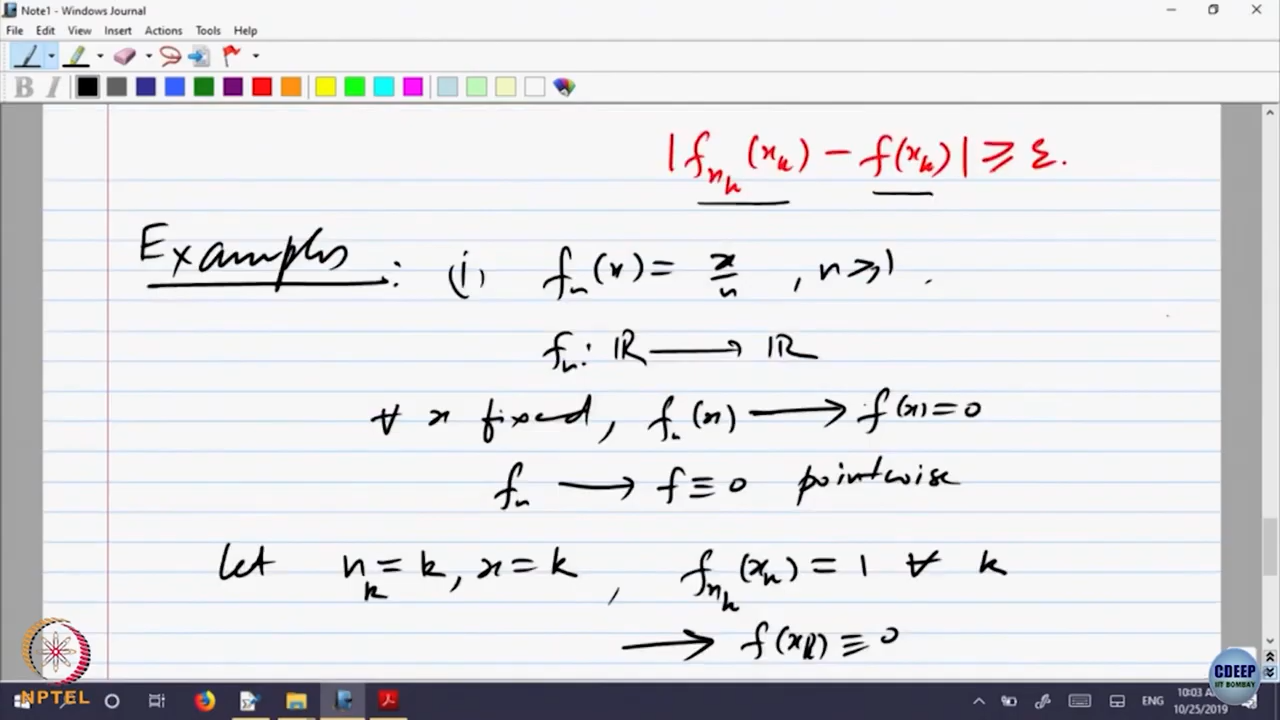 Note1 - Windows Journal
File Edit View Insert Actions Tools Help
B I
|f_{n_k}(x_k) - f(x_k)| ⩾ ε.
Examples : (i) f_n(x) = x/n , n ⩾ 1 .
f_n : ℝ ⟶ ℝ
∀ x fixed, f_n(x) ⟶ f(x) = 0
f_n ⟶ f ≡ 0 pointwise
let n_k = k, x = k , f_{n_k}(x_k) = 1 ∀ k
⟶ f(x_k) ≡ 0
NPTEL
CDEEP
IIT BOMBAY
ENG
10:03 A
10/25/2019